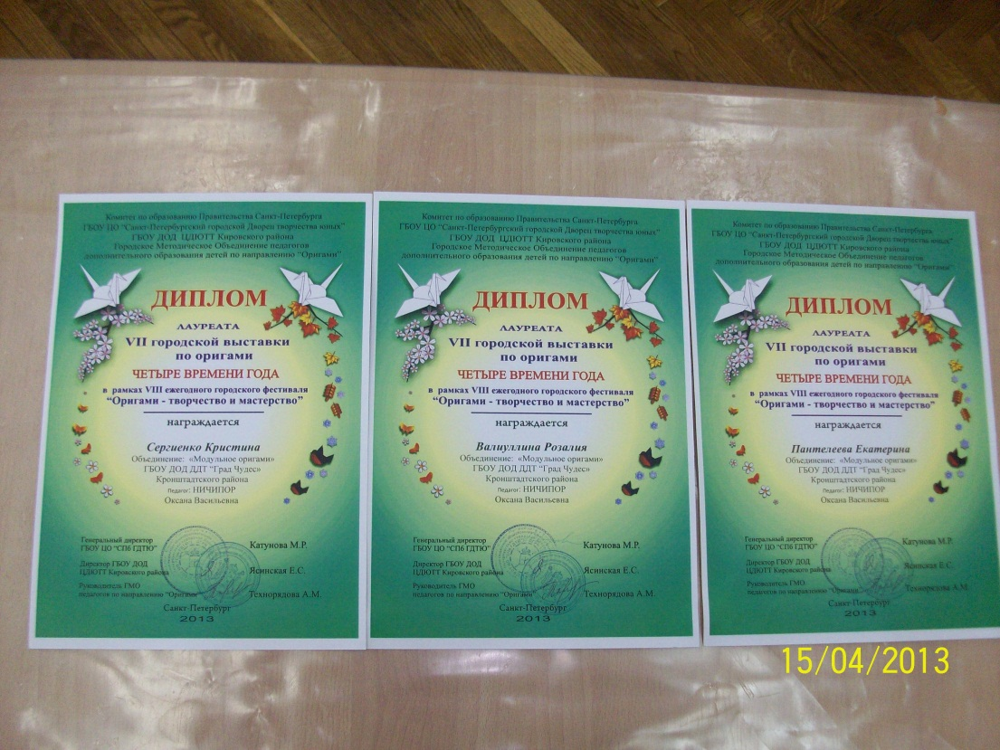 Комитет по образованию Правительства Санкт-Петербурга
ГБОУ ЦО "Санкт-Петербургский городской Дворец творчества юных"
ГБОУ ДОД ЦДЮТТ Кировского района
Городское Методическое Объединение педагогов
дополнительного образования детей по направлению "Оригами"
ДИПЛОМ
ЛАУРЕАТА
VII городской выставки
по оригами
ЧЕТЫРЕ ВРЕМЕНИ ГОДА
в рамках VIII ежегодного городского фестиваля
"Оригами - творчество и мастерство"
награждается
Сергиенко Кристина
Объединение: «Модульное оригами»
ГБОУ ДОД ДДТ "Град Чудес"
Кронштадтского района
Педагог: НИЧИПОР
Оксана Васильевна
Генеральный директор
ГБОУ ЦО "СПб ГДТЮ"
Катунова М.Р.
Директор ГБОУ ДОД
ЦДЮТТ Кировского района
Ясинская Е.С.
Руководитель ГМО
педагогов по направлению "Оригами"
Технорядова А.М.
Санкт-Петербург
2013
Комитет по образованию Правительства Санкт-Петербурга
ГБОУ ЦО "Санкт-Петербургский городской Дворец творчества юных"
ГБОУ ДОД ЦДЮТТ Кировского района
Городское Методическое Объединение педагогов
дополнительного образования детей по направлению "Оригами"
ДИПЛОМ
ЛАУРЕАТА
VII городской выставки
по оригами
ЧЕТЫРЕ ВРЕМЕНИ ГОДА
в рамках VIII ежегодного городского фестиваля
"Оригами - творчество и мастерство"
награждается
Валиуллина Розалия
Объединение: «Модульное оригами»
ГБОУ ДОД ДДТ "Град Чудес"
Кронштадтского района
Педагог: НИЧИПОР
Оксана Васильевна
Генеральный директор
ГБОУ ЦО "СПб ГДТЮ"
Катунова М.Р.
Директор ГБОУ ДОД
ЦДЮТТ Кировского района
Ясинская Е.С.
Руководитель ГМО
педагогов по направлению "Оригами"
Технорядова А.М.
Санкт-Петербург
2013
Комитет по образованию Правительства Санкт-Петербурга
ГБОУ ЦО "Санкт-Петербургский городской Дворец творчества юных"
ГБОУ ДОД ЦДЮТТ Кировского района
Городское Методическое Объединение педагогов
дополнительного образования детей по направлению "Оригами"
ДИПЛОМ
ЛАУРЕАТА
VII городской выставки
по оригами
ЧЕТЫРЕ ВРЕМЕНИ ГОДА
в рамках VIII ежегодного городского фестиваля
"Оригами - творчество и мастерство"
награждается
Пантелеева Екатерина
Объединение: «Модульное оригами»
ГБОУ ДОД ДДТ "Град Чудес"
Кронштадтского района
Педагог: НИЧИПОР
Оксана Васильевна
Генеральный директор
ГБОУ ЦО "СПб ГДТЮ"
Катунова М.Р.
Директор ГБОУ ДОД
ЦДЮТТ Кировского района
Ясинская Е.С.
Руководитель ГМО
педагогов по направлению "Оригами"
Технорядова А.М.
Санкт-Петербург
2013
15/04/2013